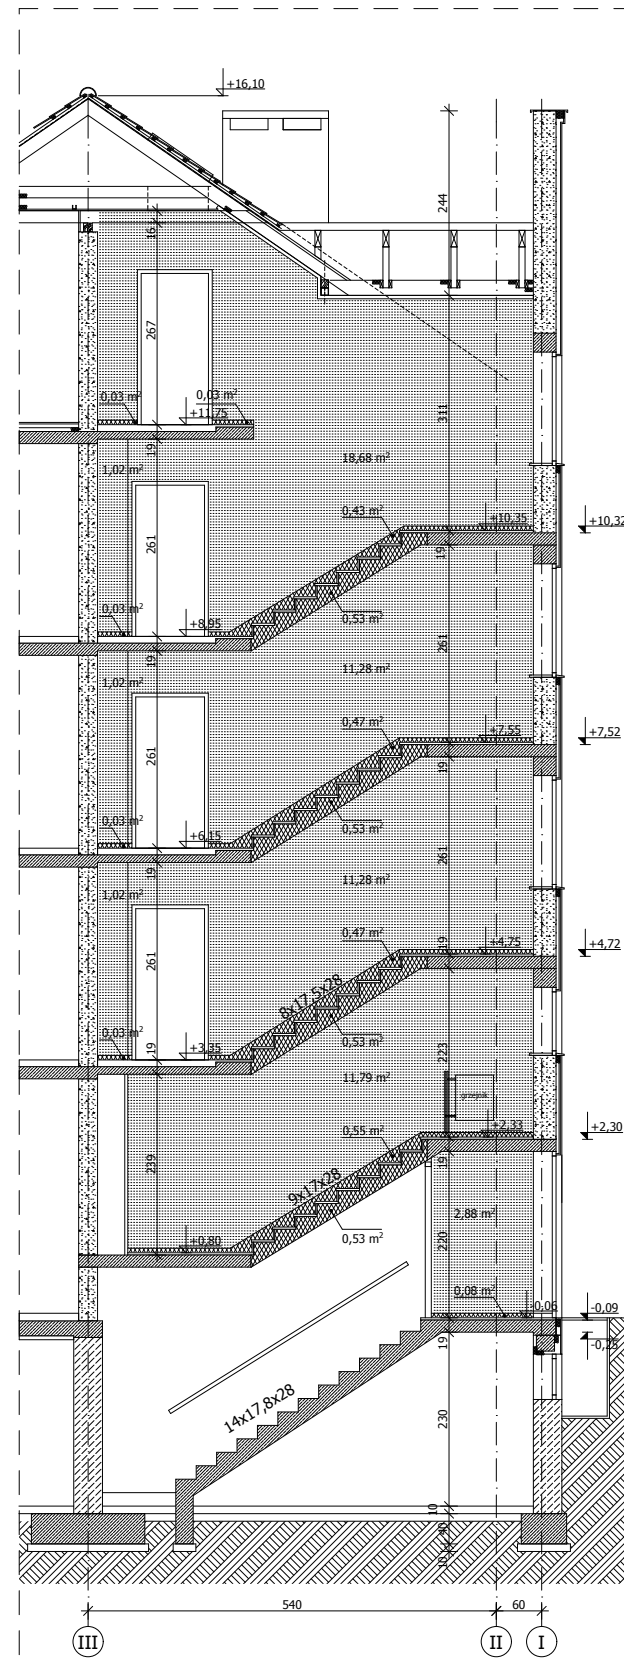 +16,10
244
16
267
0,03 m²
0,03 m²
+11,75
311
19
1,02 m²
18,68 m²
0,43 m²
+10,35
+10,32
261
19
0,03 m²
+8,95
0,53 m²
19
1,02 m²
11,28 m²
261
0,47 m²
+7,55
+7,52
261
19
0,03 m²
+6,15
0,53 m²
19
1,02 m²
11,28 m²
261
0,47 m²
+4,75
19
+4,72
261
8x17,5x28
0,03 m²
19
+3,35
0,53 m²
223
11,79 m²
grzejnik
+2,33
+2,30
0,55 m²
19
239
9x17x28
2,88 m²
0,53 m²
220
+0,80
0,08 m²
-0,06
-0,09
-0,25
19
14x17,8x28
230
10
40
10
540
60
III
II
I